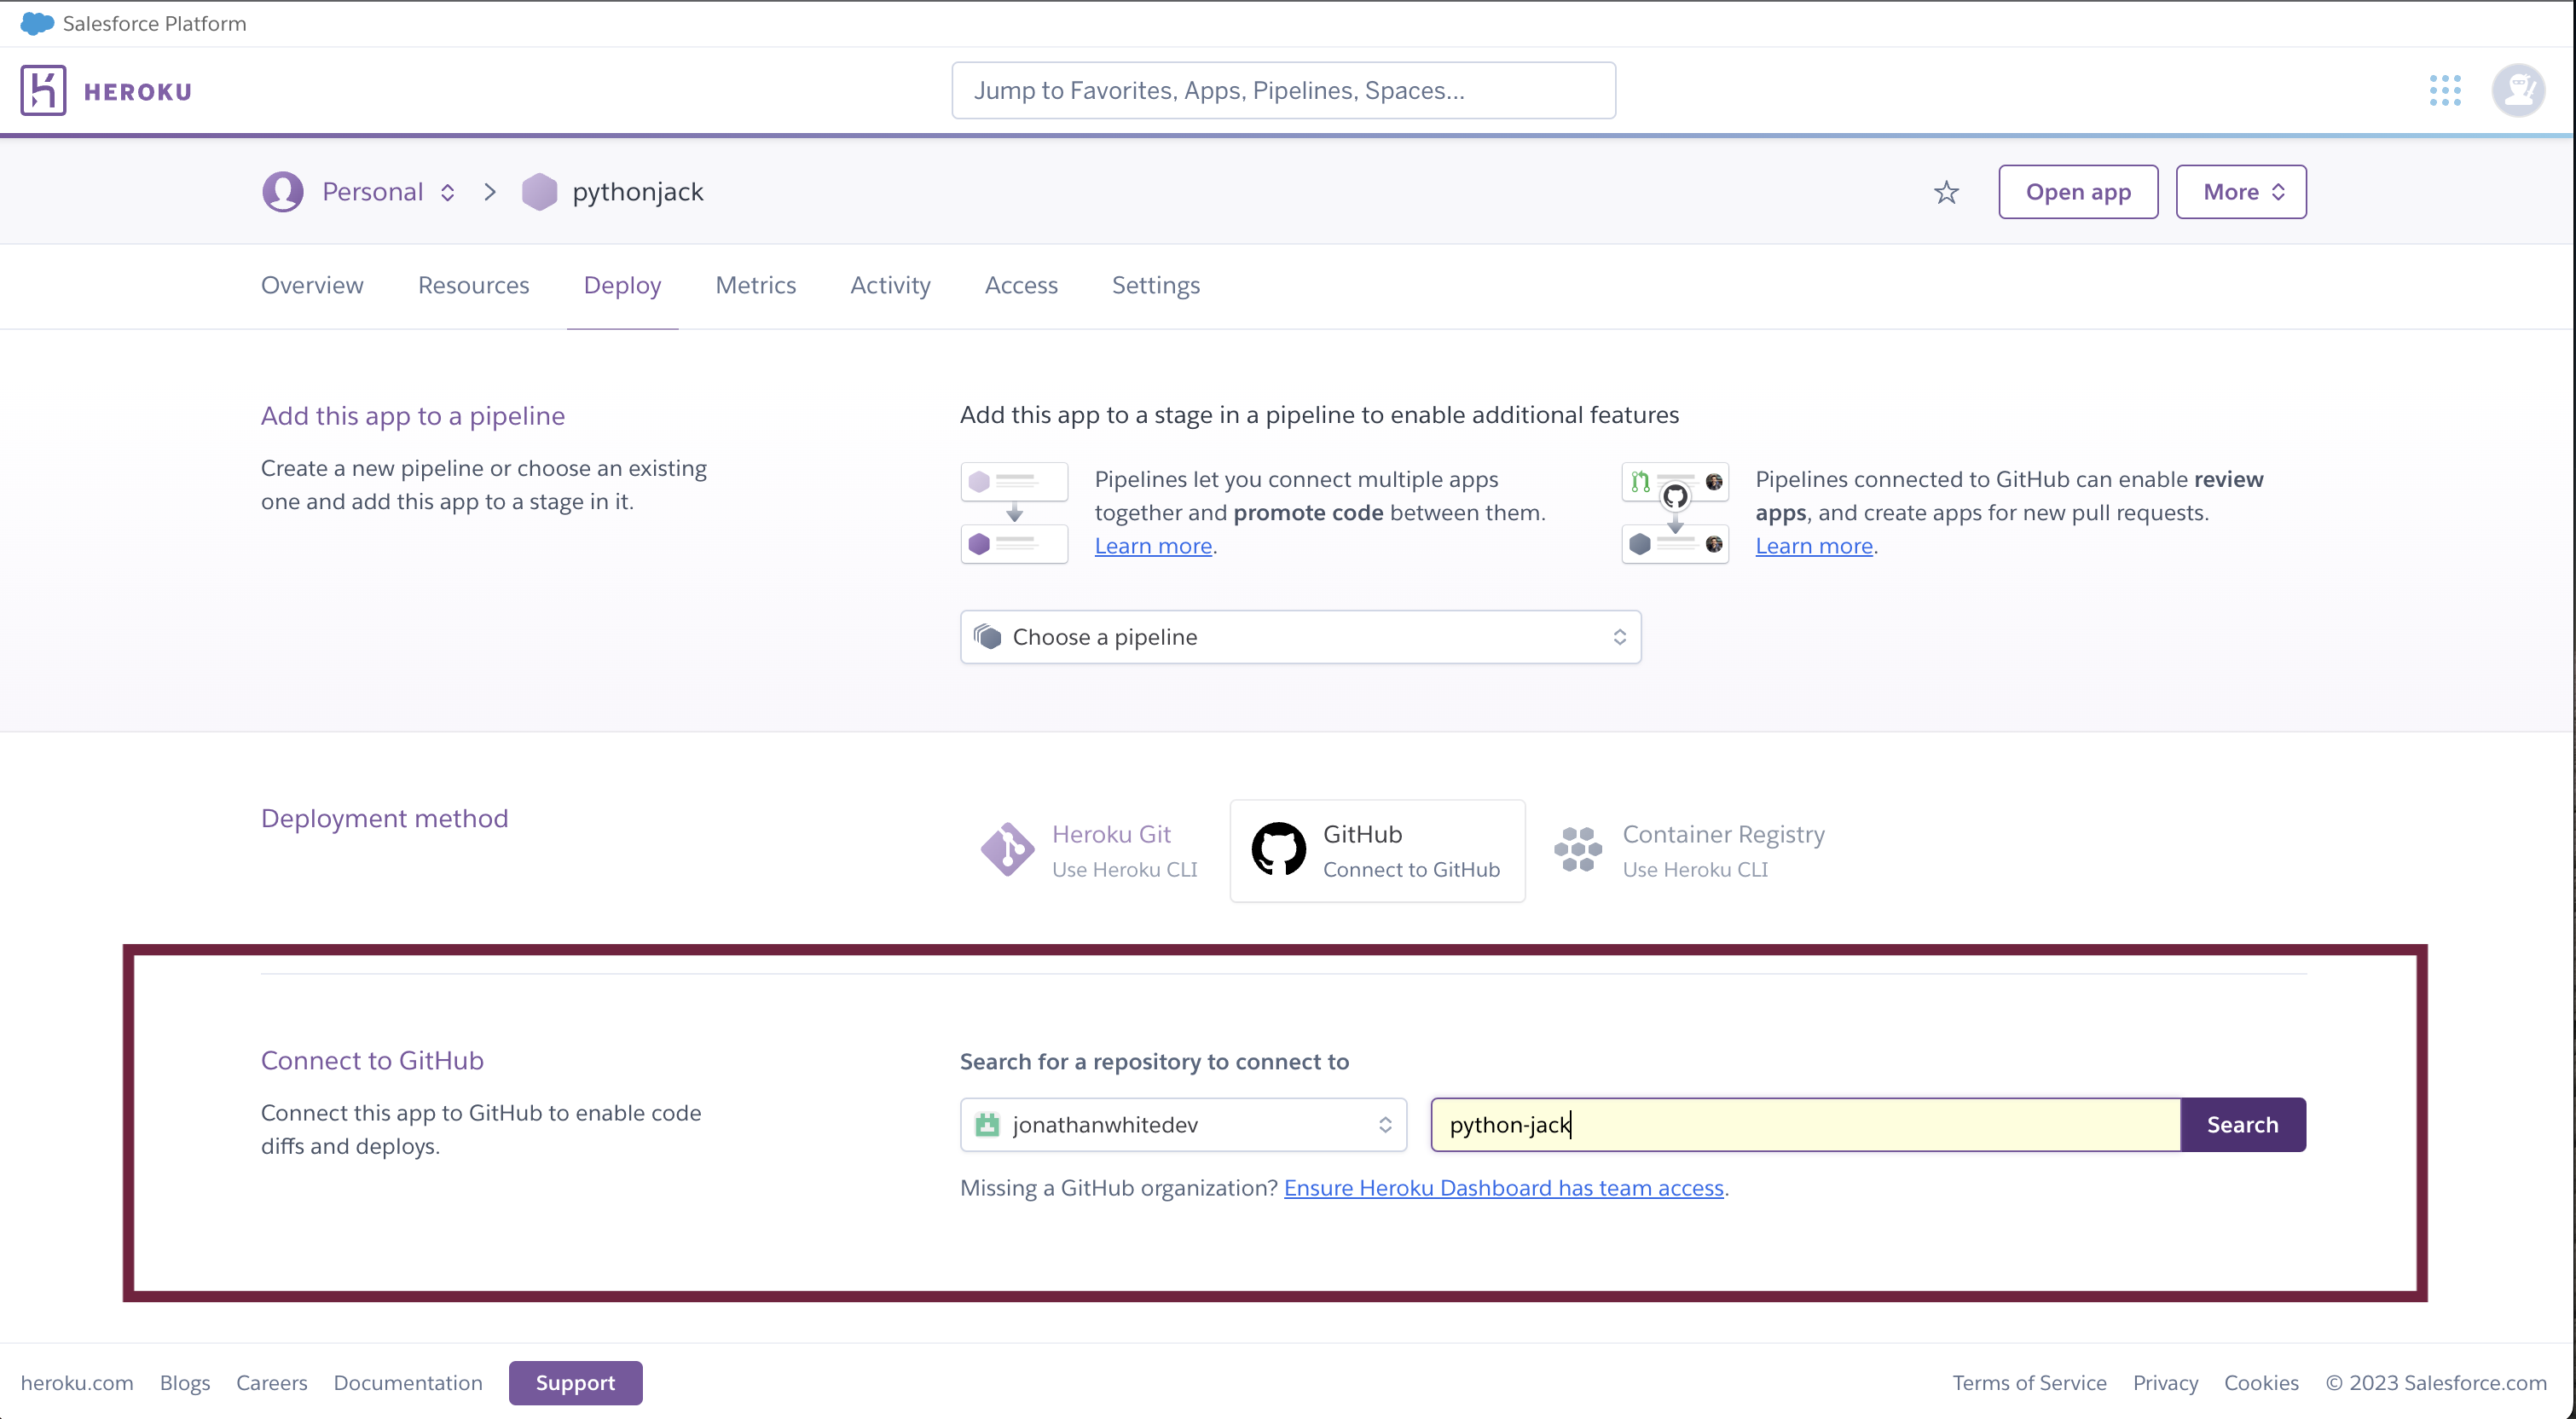 Salesforce Platform
HEROKU
Jump to Favorites, Apps, Pipelines, Spaces...
Personal
pythonjack
Open app
More
Overview
Resources
Deploy
Metrics
Activity
Access
Settings
Add this app to a pipeline
Create a new pipeline or choose an existing
one and add this app to a stage in it.
Add this app to a stage in a pipeline to enable additional features
Pipelines let you connect multiple apps
together and promote code between them.
Learn more.
Pipelines connected to GitHub can enable review
apps, and create apps for new pull requests.
Learn more.
Choose a pipeline
Deployment method
Heroku Git
Use Heroku CLI
GitHub
Connect to GitHub
Container Registry
Use Heroku CLI
Connect to GitHub
Connect this app to GitHub to enable code
diffs and deploys.
Search for a repository to connect to
jonathanwhitedev
python-jack
Search
Missing a GitHub organization? Ensure Heroku Dashboard has team access.
heroku.com
Blogs
Careers
Documentation
Support
Terms of Service
Privacy
Cookies
© 2023 Salesforce.com